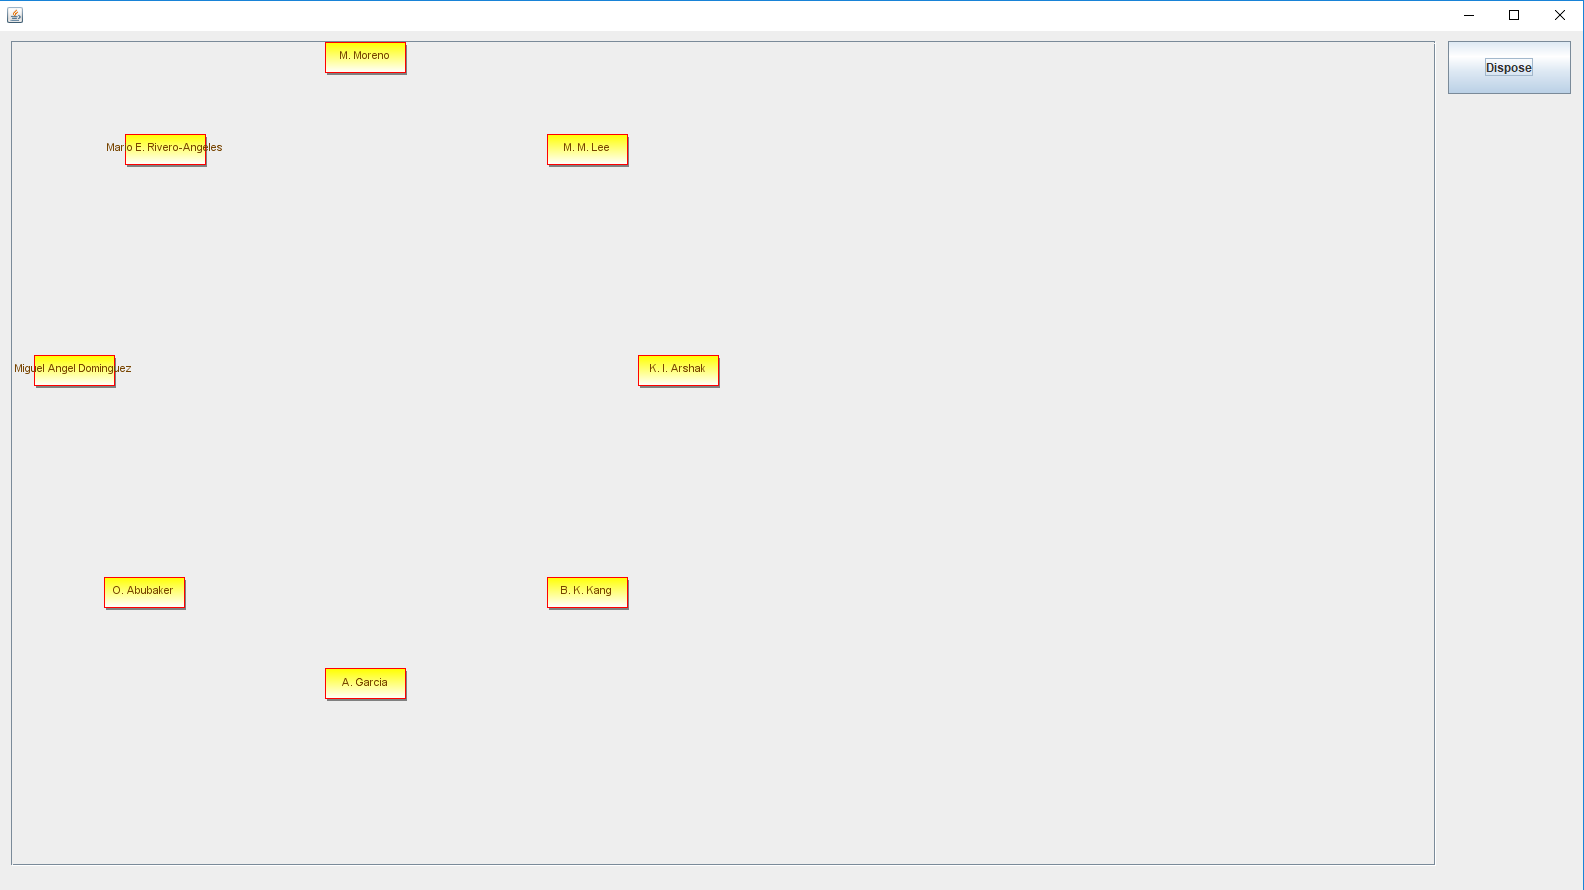 M. Moreno
Dispose
Mario E. Rivero-Angeles
M. M. Lee
Miguel Angel Dominguez
K. I. Arshak
O. Abubaker
B. K. Kang
A. Garcia